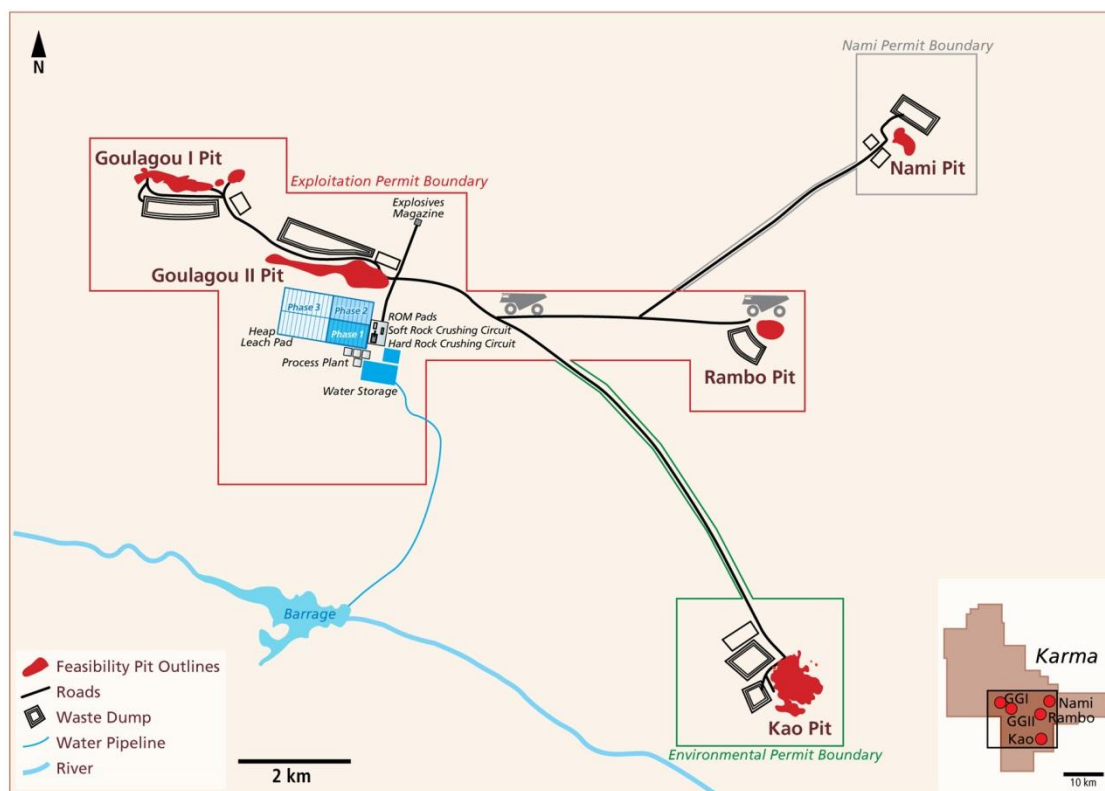 N
Nami Permit Boundary
Nami Pit
Goulagou I Pit
Exploitation Permit Boundary
Explosives
Magazine
Goulagou II Pit
Phase 3
Phase 2
Phase 1
Heap
Leach Pad
ROM Pads
Soft Rock Crushing Circuit
Hard Rock Crushing Circuit
Process Plant
Water Storage
Rambo Pit
Barrage
Kao Pit
Environmental Permit Boundary
Feasibility Pit Outlines
Roads
Waste Dump
Water Pipeline
River
2 km
Karma
GGI
Nami
GGII
Rambo
Kao
10 km